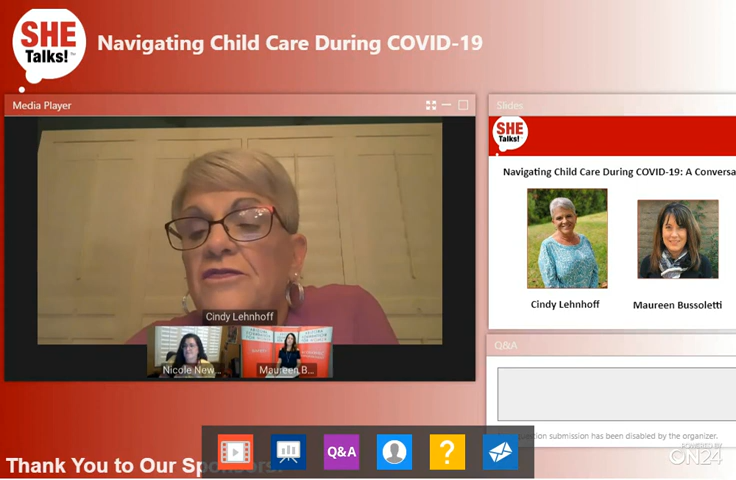 SHE
Talks!
Navigating Child Care During COVID-19
Media Player
Slides
SHE
Talks!
Navigating Child Care During COVID-19: A Conversa
Cindy Lehnhoff
Maureen Bussoletti
Cindy Lehnhoff
Nicole New...
Maureen B...
Q&A
question submission has been disabled by the organizer.
Q&A
?
POWERED BY
ON24
Thank You to Our Sponsors!